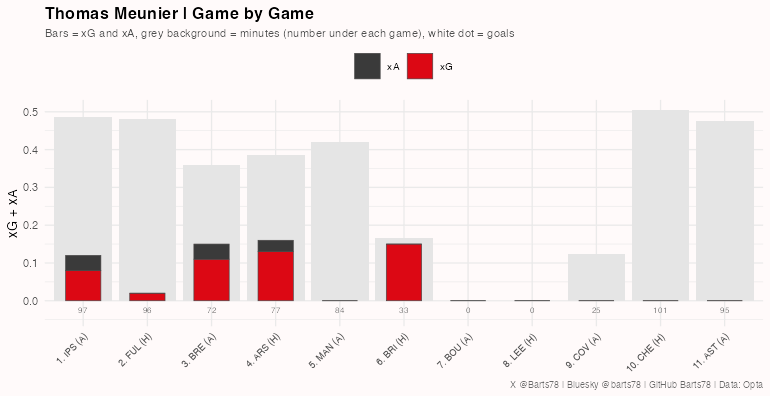 Thomas Meunier | Game by Game
Bars = xG and xA, grey background = minutes (number under each game), white dot = goals
xA xG
xG + xA
0.5
0.4
0.3
0.2
0.1
0.0
97 96 72 77 84 33 0 0 25 101 95
1. IPS (A) 2. FUL (H) 3. BRE (A) 4. ARS (H) 5. MAN (A) 6. BRI (H) 7. BOU (A) 8. LEE (H) 9. COV (A) 10. CHE (H) 11. AST (A)
X @Barts78 | Bluesky @barts78 | GitHub Barts78 | Data: Opta